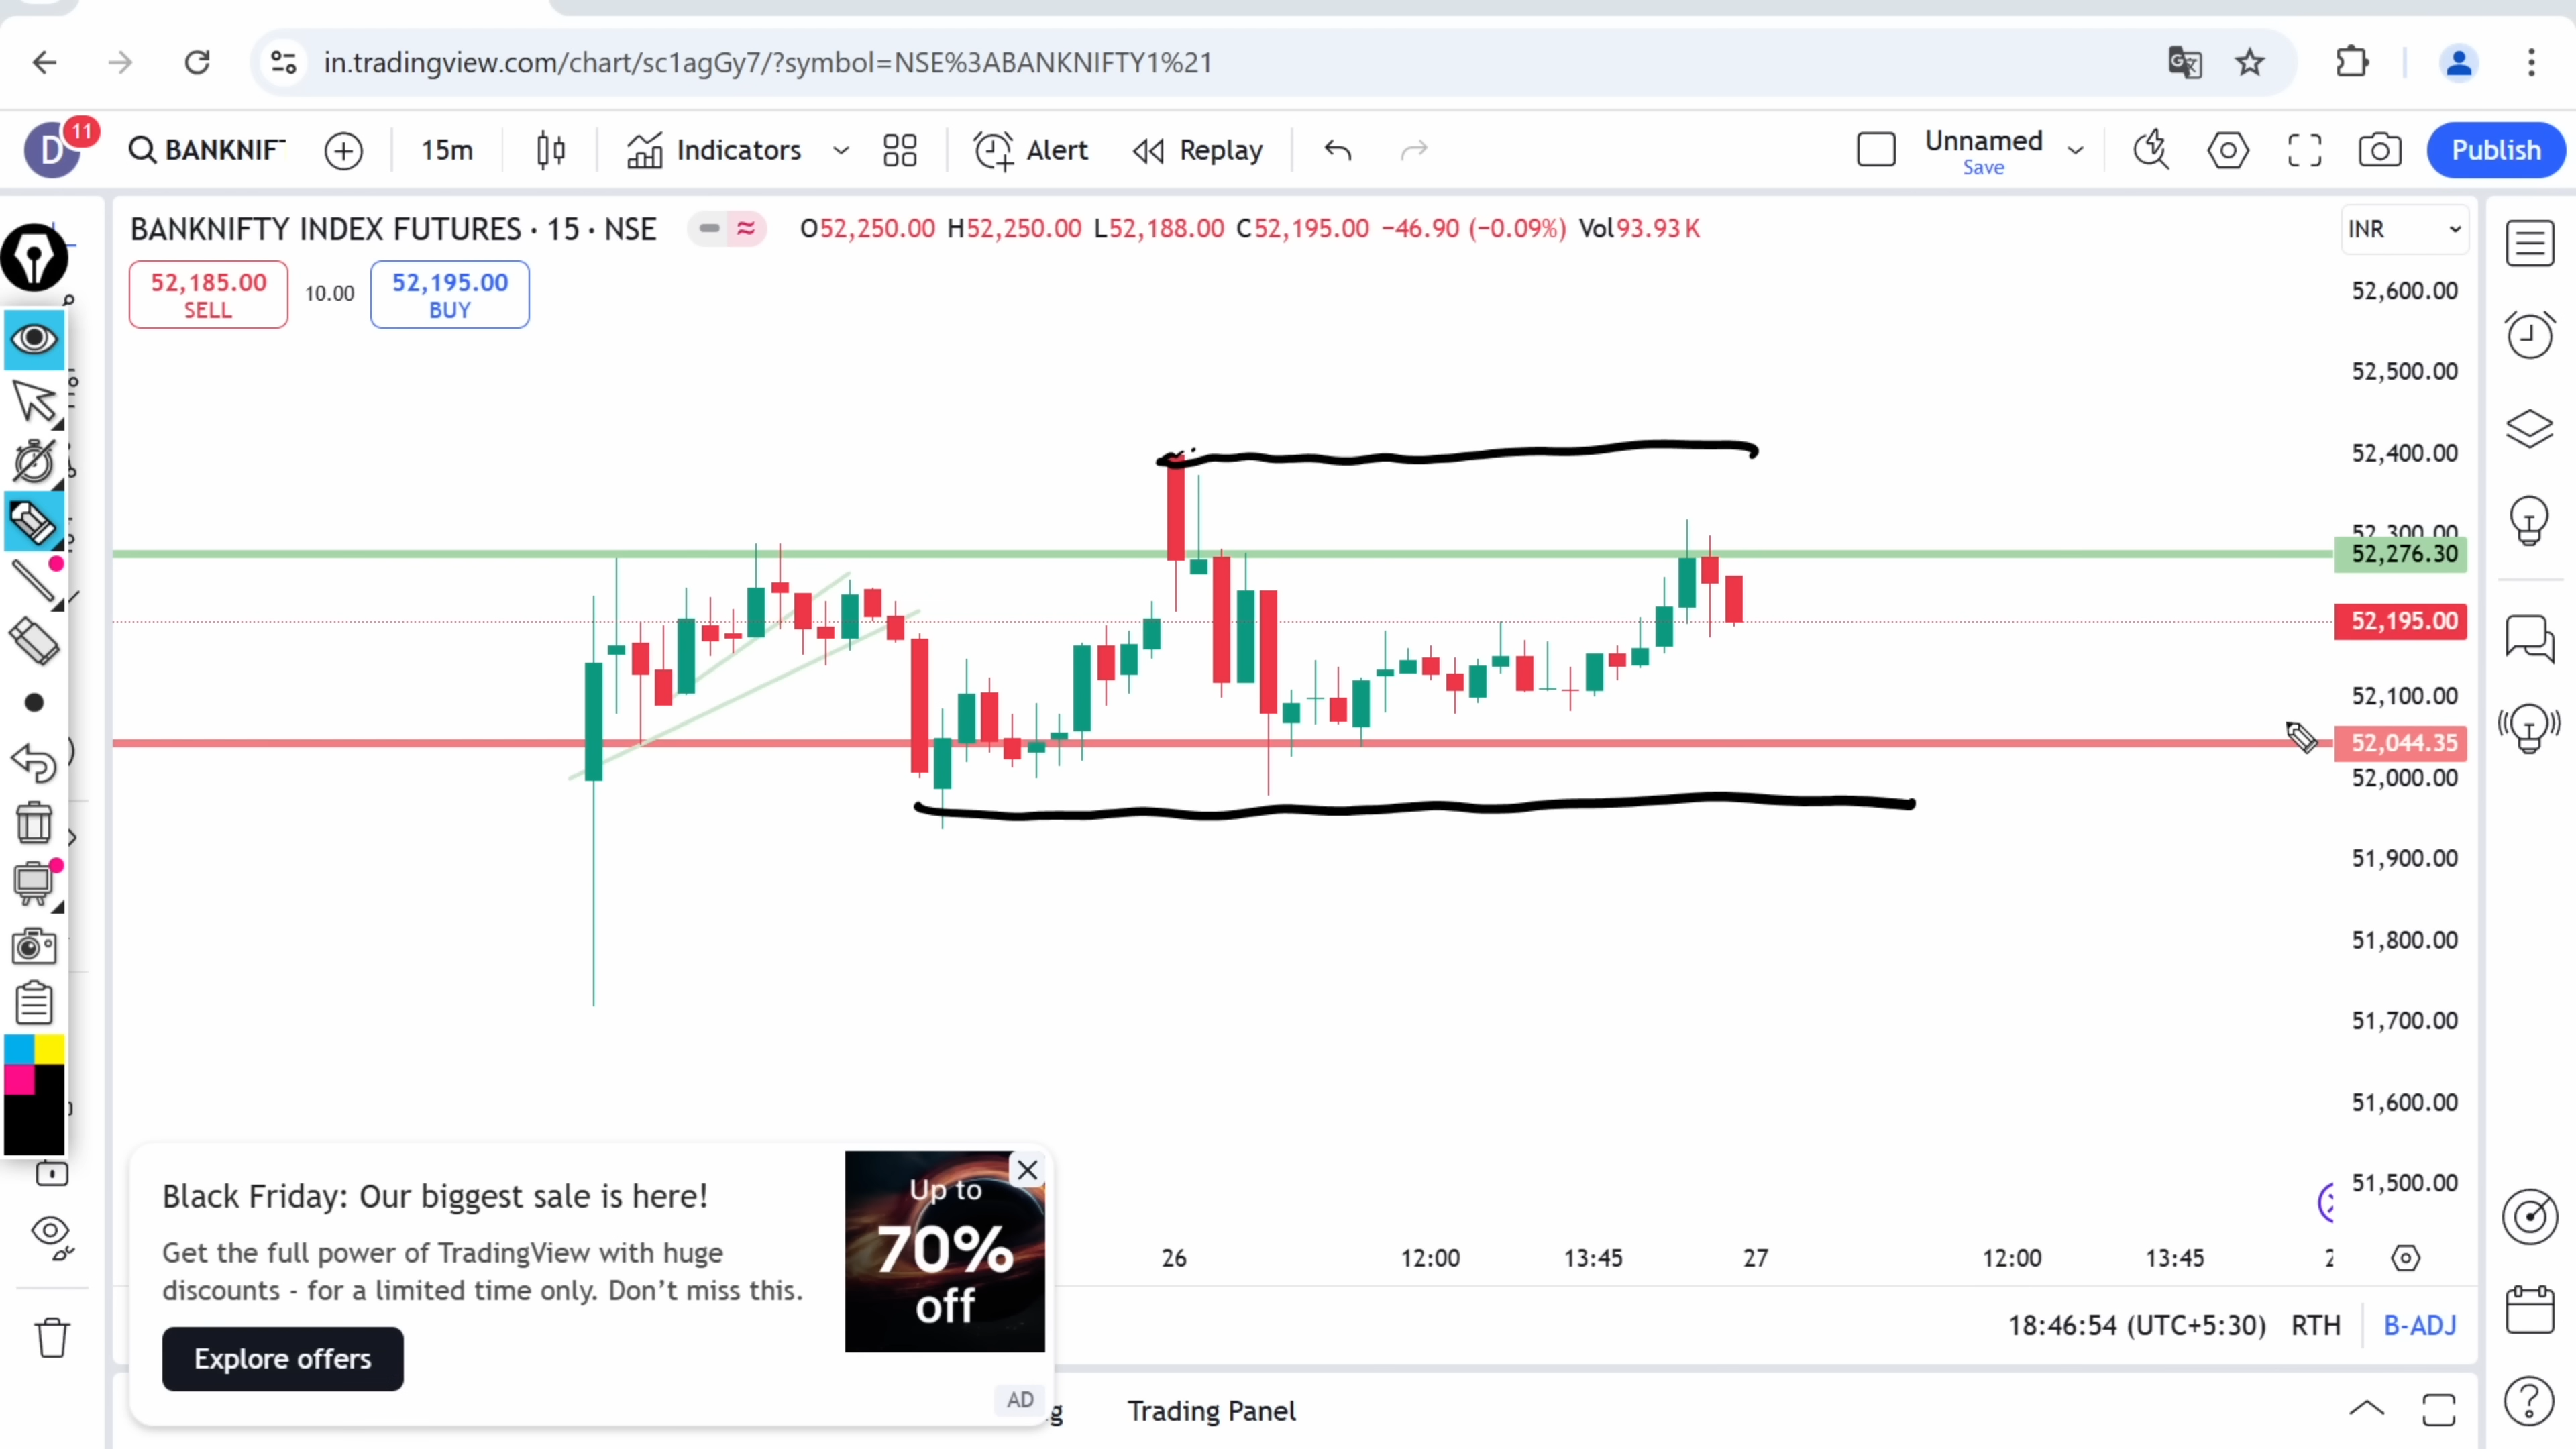 in.tradingview.com/chart/sc1agGy7/?symbol=NSE%3ABANKNIFTY1%21
D 11 BANKNIF 15m Indicators Alert Replay Unnamed Save Publish
BANKNIFTY INDEX FUTURES · 15 · NSE O52,250.00 H52,250.00 L52,188.00 C52,195.00 −46.90 (−0.09%) Vol93.93 K INR
52,185.00 SELL 10.00 52,195.00 BUY
52,600.00
52,500.00
52,400.00
52,300.00
52,276.30
52,195.00
52,100.00
52,044.35
52,000.00
51,900.00
51,800.00
51,700.00
51,600.00
51,500.00
Black Friday: Our biggest sale is here!
Get the full power of TradingView with huge
discounts - for a limited time only. Don't miss this.
Explore offers
Up to
70%
off
AD
26 12:00 13:45 27 12:00 13:45 2
18:46:54 (UTC+5:30) RTH B-ADJ
g Trading Panel